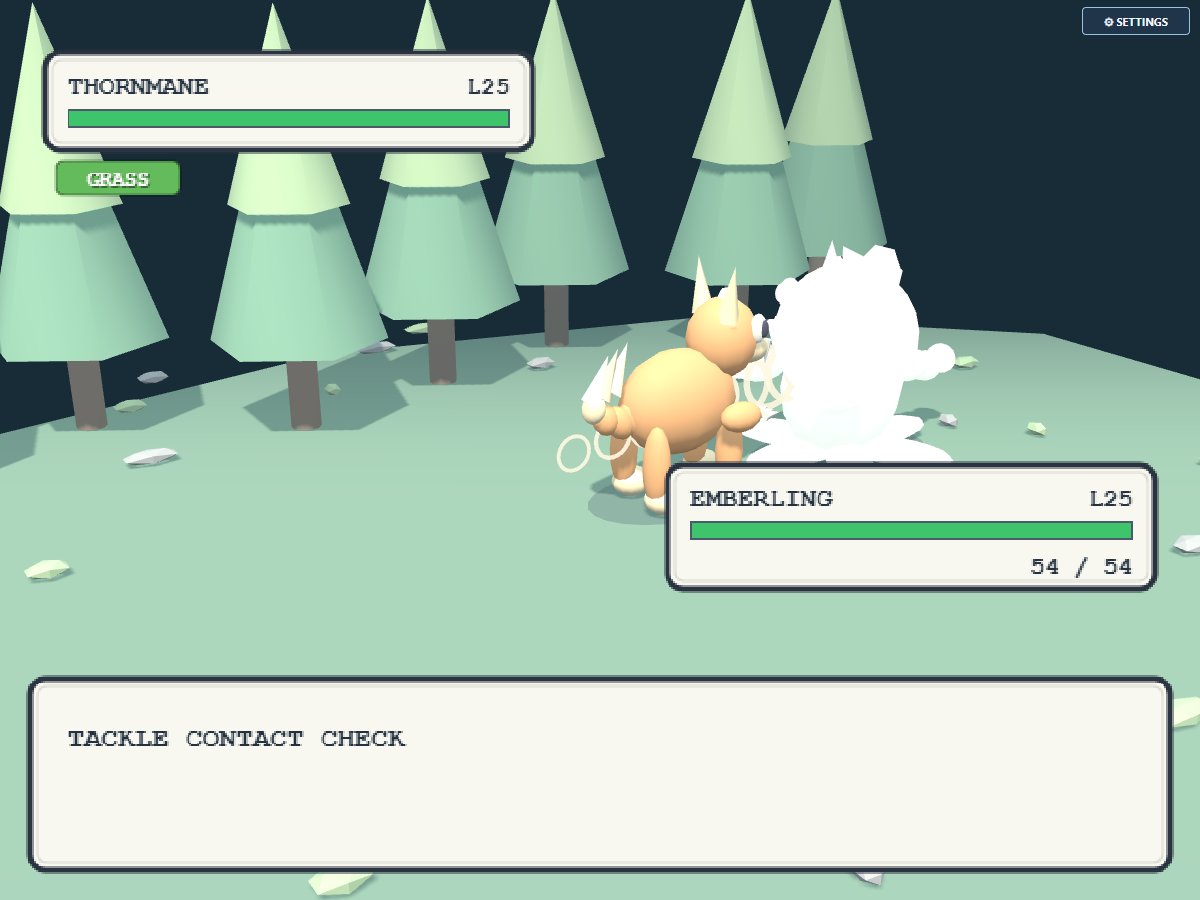 ⚙ SETTINGS
THORNMANE L25
GRASS
EMBERLING L25
54 / 54
TACKLE CONTACT CHECK